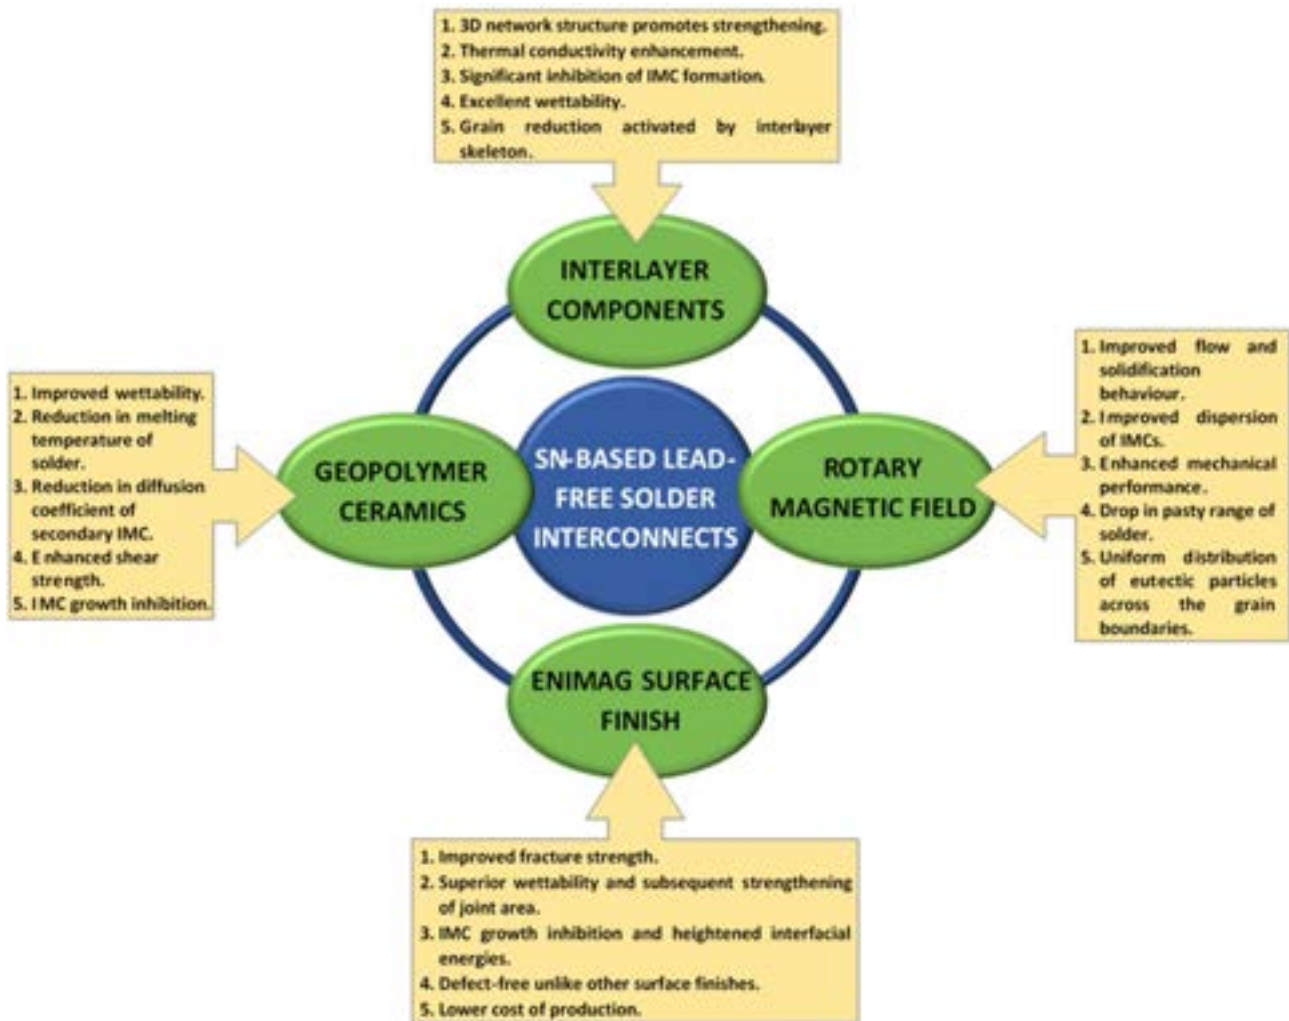 1. 3D network structure promotes strengthening.
2. Thermal conductivity enhancement.
3. Significant inhibition of IMC formation.
4. Excellent wettability.
5. Grain reduction activated by interlayer
skeleton.
INTERLAYER
COMPONENTS
1. Improved wettability.
2. Reduction in melting
temperature of
solder.
3. Reduction in diffusion
coefficient of
secondary IMC.
4. Enhanced shear
strength.
5. IMC growth inhibition.
GEOPOLYMER
CERAMICS
SN-BASED LEAD-
FREE SOLDER
INTERCONNECTS
ROTARY
MAGNETIC FIELD
1. Improved flow and
solidification
behaviour.
2. Improved dispersion
of IMCs.
3. Enhanced mechanical
performance.
4. Drop in pasty range of
solder.
5. Uniform distribution
of eutectic particles
across the grain
boundaries.
ENIMAG SURFACE
FINISH
1. Improved fracture strength.
2. Superior wettability and subsequent strengthening
of joint area.
3. IMC growth inhibition and heightened interfacial
energies.
4. Defect-free unlike other surface finishes.
5. Lower cost of production.